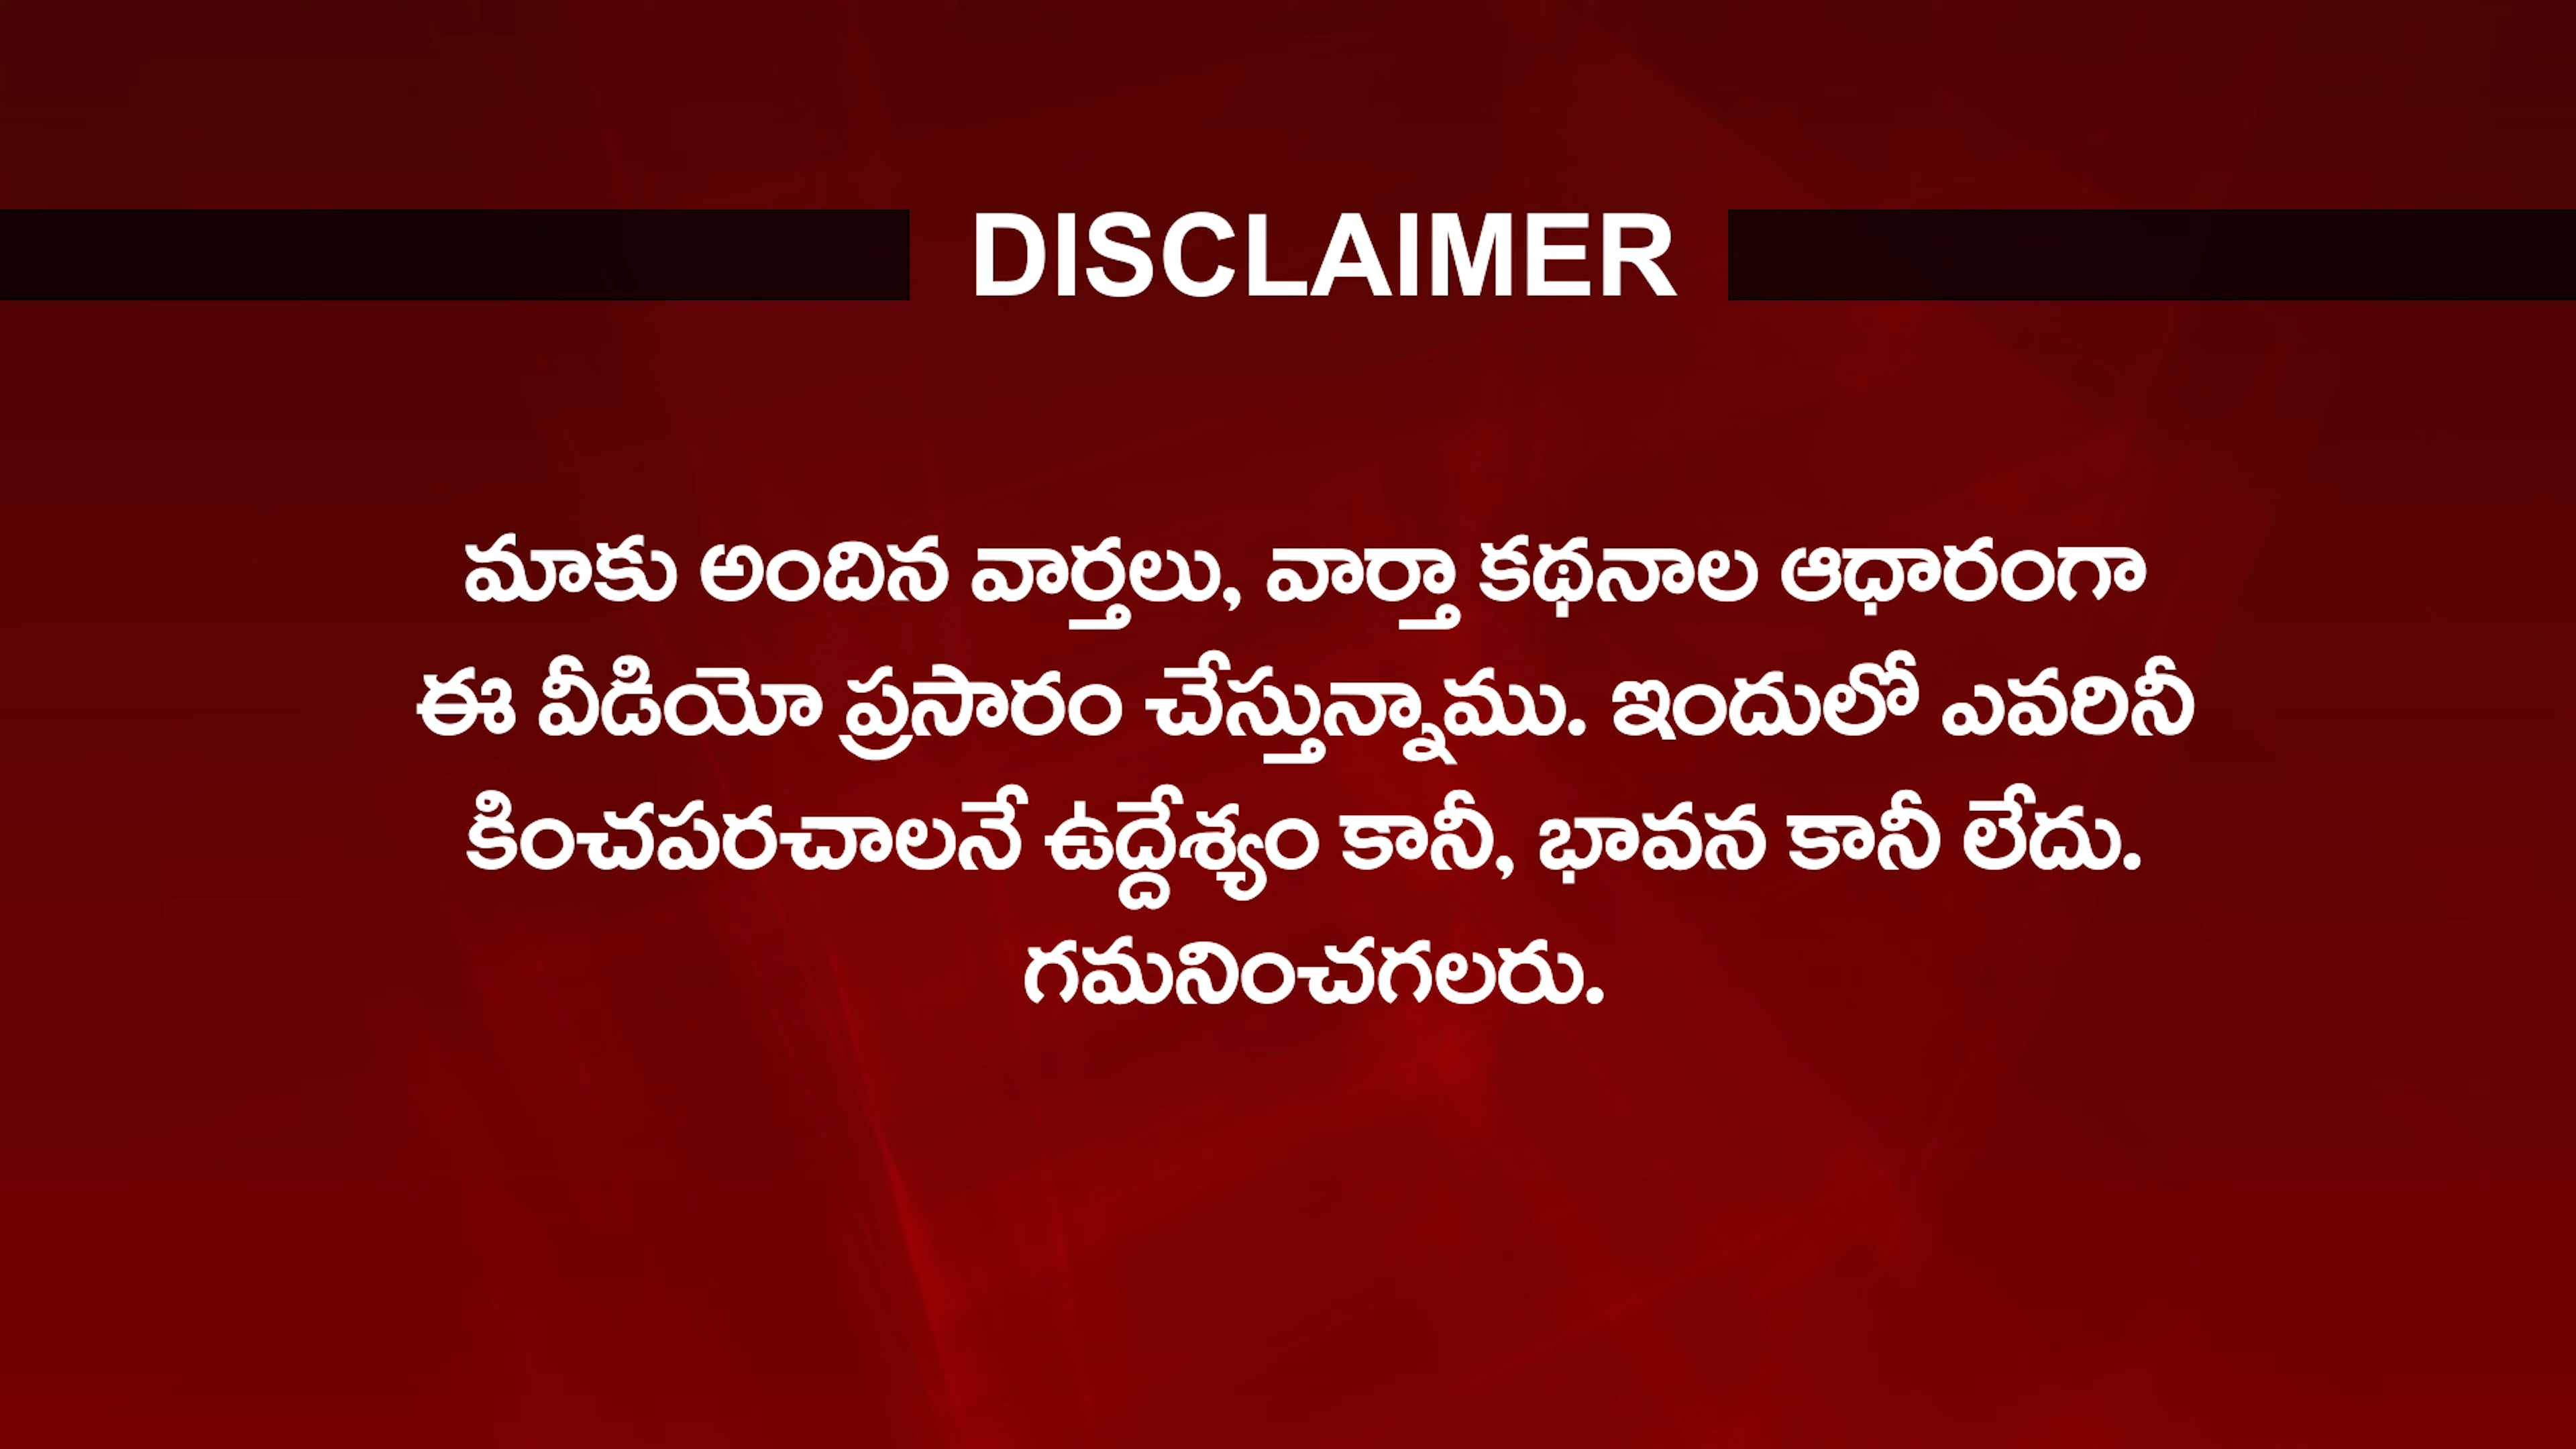 DISCLAIMER
మాకు అందిన వార్తలు, వార్తా కథనాల ఆధారంగా
ఈ వీడియో ప్రసారం చేస్తున్నాము. ఇందులో ఎవరినీ
కించపరచాలనే ఉద్దేశ్యం కానీ, భావన కానీ లేదు.
గమనించగలరు.